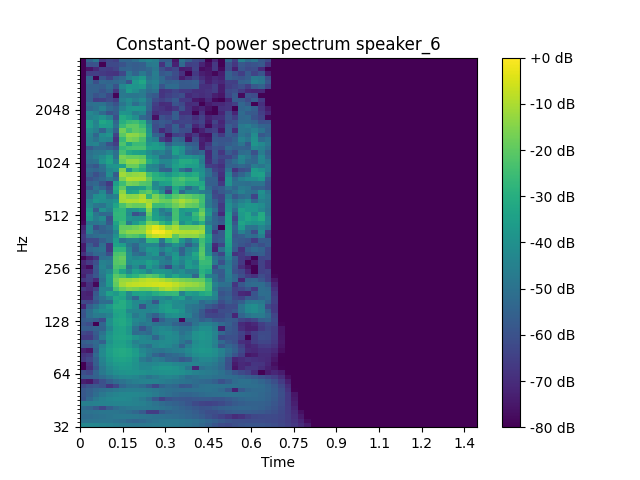 Constant-Q power spectrum speaker_6
Hz
2048
1024
512
256
128
64
32
0 0.15 0.3 0.45 0.6 0.75 0.9 1.1 1.2 1.4
Time
+0 dB
-10 dB
-20 dB
-30 dB
-40 dB
-50 dB
-60 dB
-70 dB
-80 dB